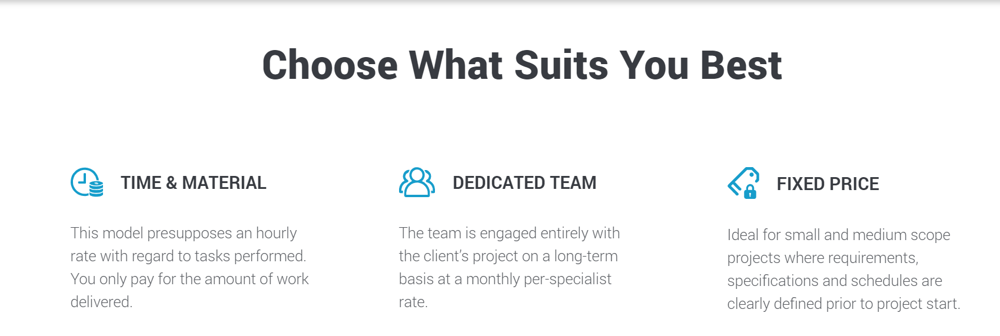 Choose What Suits You Best
TIME & MATERIAL
This model presupposes an hourly
rate with regard to tasks performed.
You only pay for the amount of work
delivered.
DEDICATED TEAM
The team is engaged entirely with
the client's project on a long-term
basis at a monthly per-specialist
rate.
FIXED PRICE
Ideal for small and medium scope
projects where requirements,
specifications and schedules are
clearly defined prior to project start.